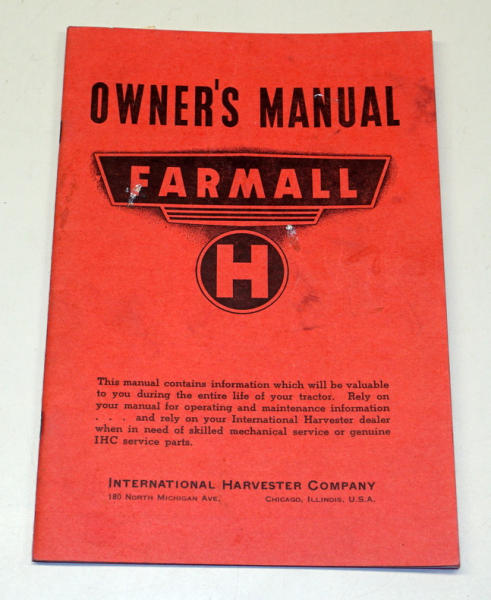 OWNER'S MANUAL
FARMALL
H
This manual contains information which will be valuable
to you during the entire life of your tractor. Rely on
your manual for operating and maintenance information
. . . . and rely on your International Harvester dealer
when in need of skilled mechanical service or genuine
IHC service parts.
INTERNATIONAL HARVESTER COMPANY
180 NORTH MICHIGAN AVE. CHICAGO, ILLINOIS, U.S.A.